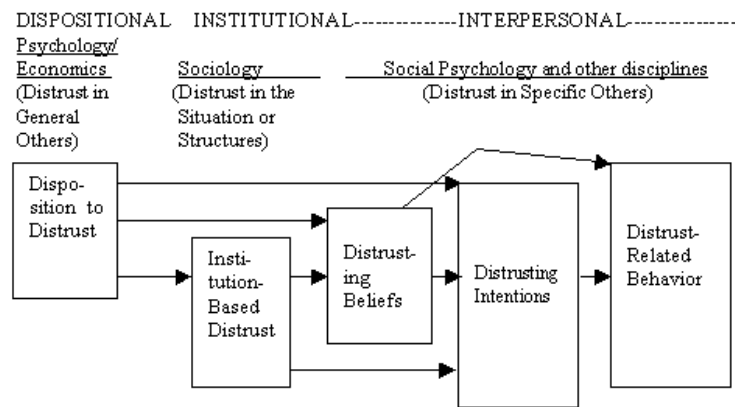 DISPOSITIONAL INSTITUTIONAL-------------INTERPERSONAL---------------
Psychology/
Economics Sociology Social Psychology and other disciplines
(Distrust in (Distrust in the (Distrust in Specific Others)
General Situation or
Others) Structures)
Dispo-
sition to
Distrust
Insti-
tution-
Based
Distrust
Distrust-
ing
Beliefs
Distrusting
Intentions
Distrust-
Related
Behavior